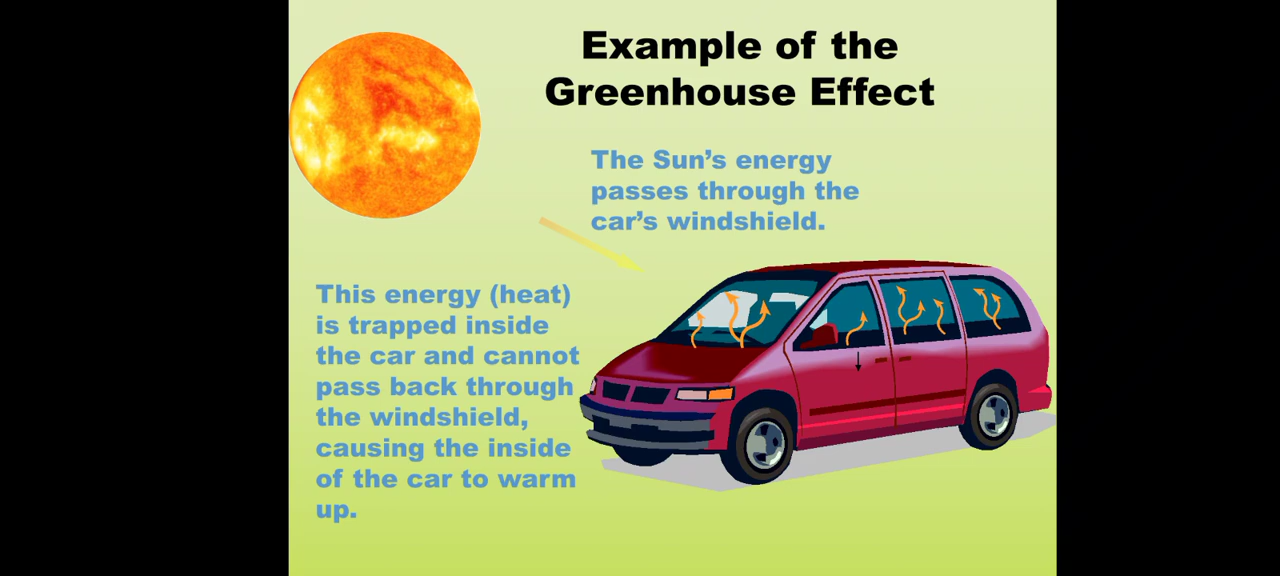 Example of the
Greenhouse Effect
The Sun’s energy
passes through the
car’s windshield.
This energy (heat)
is trapped inside
the car and cannot
pass back through
the windshield,
causing the inside
of the car to warm
up.